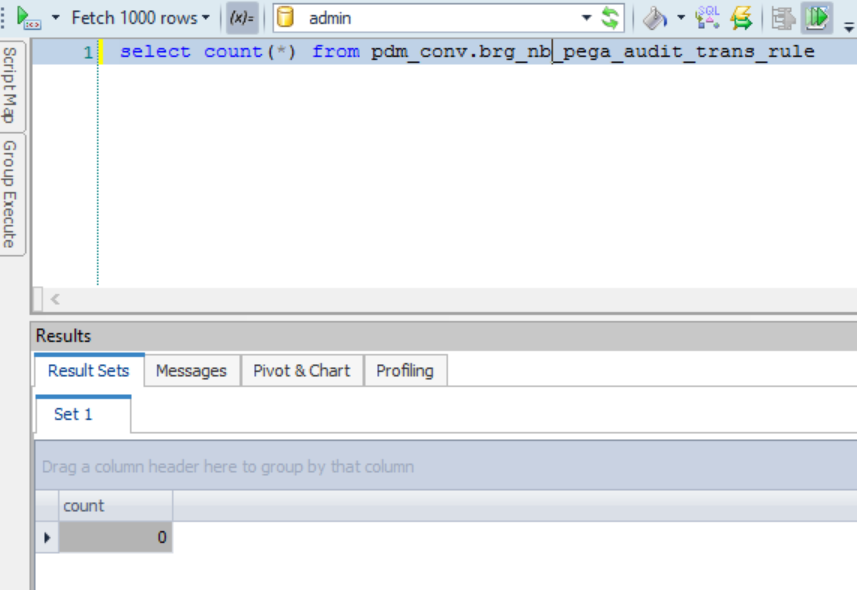 Fetch 1000 rows (x)= admin SQL
Script Map
Group Execute
1 select count(*) from pdm_conv.brg_nb_pega_audit_trans_rule
Results
Result Sets Messages Pivot & Chart Profiling
Set 1
Drag a column header here to group by that column
count
0